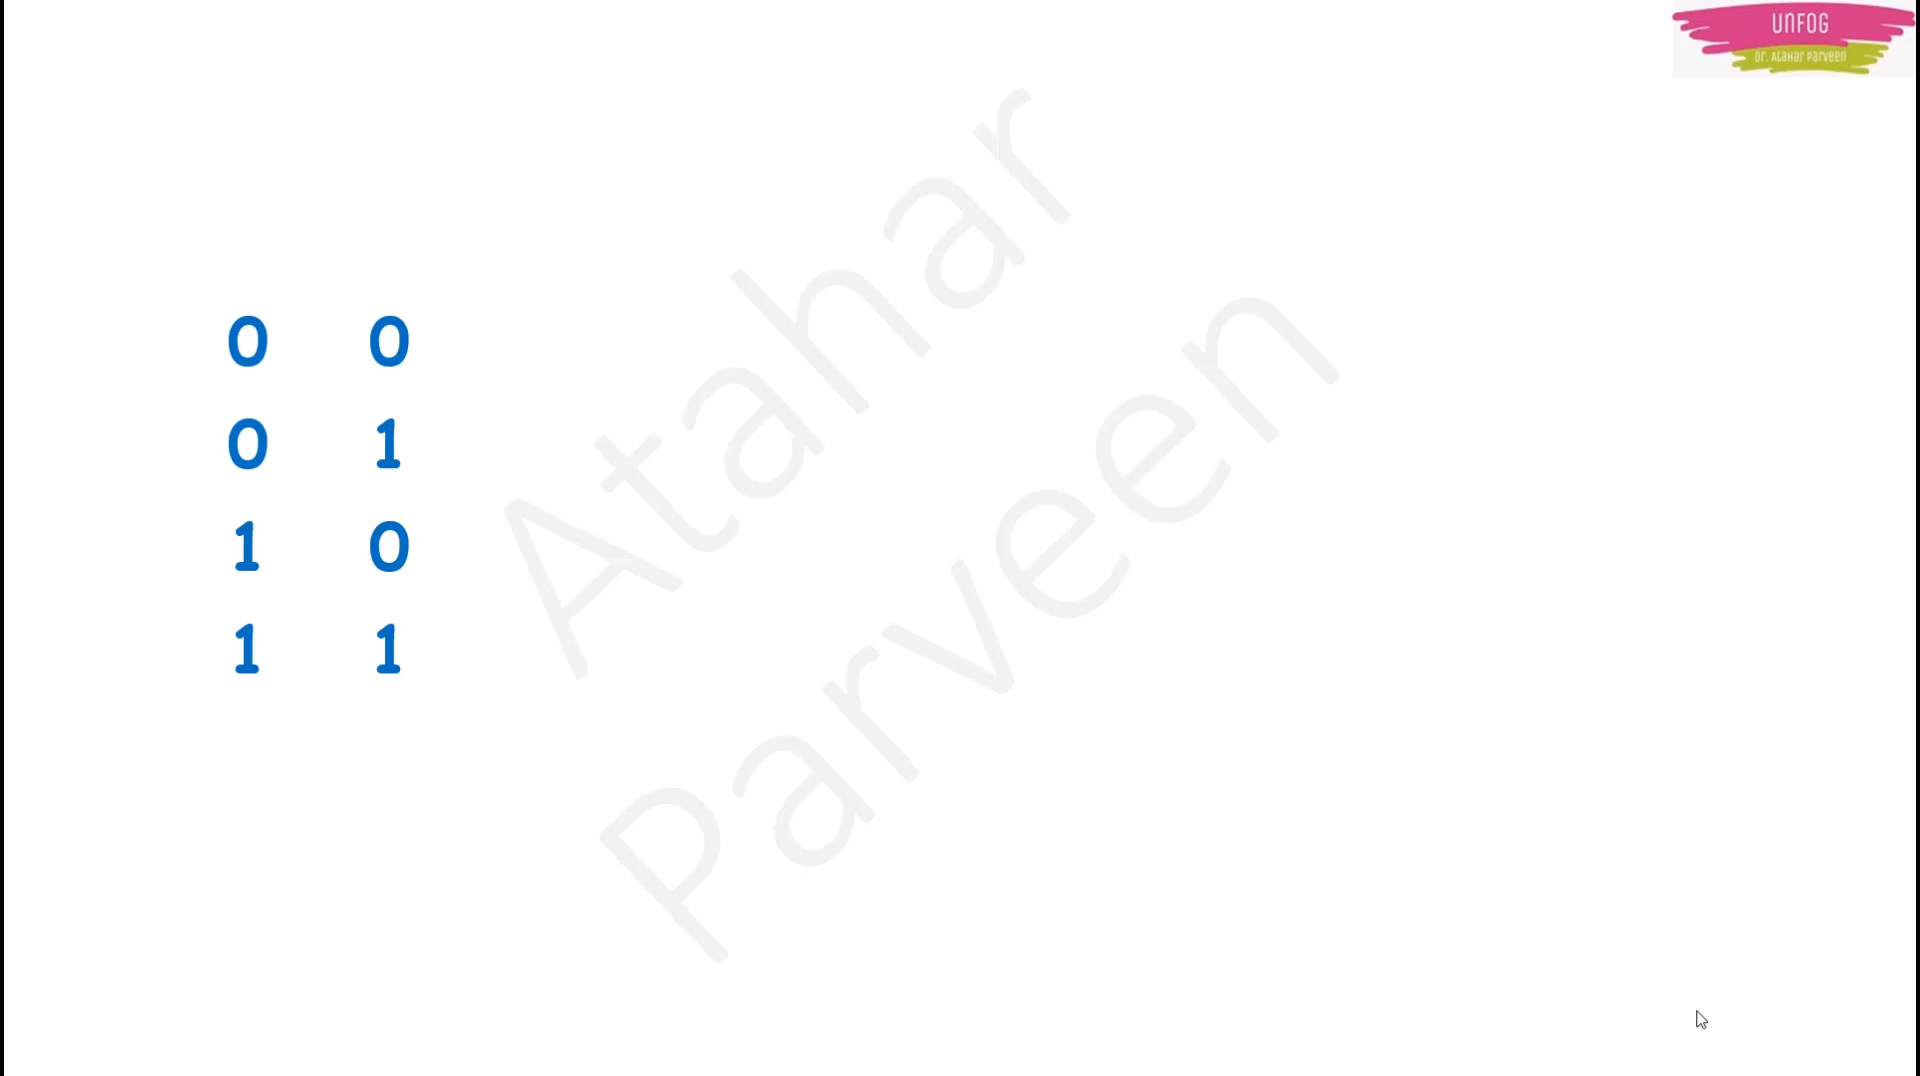 UNFOG
Dr. Atahar Parveen
0 0
0 1
1 0
1 1
Atahar
Parveen